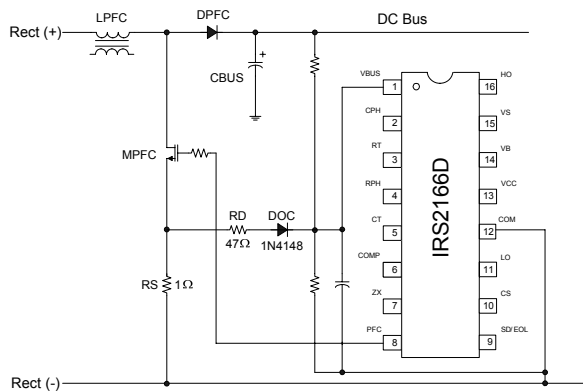 LPFC
DPFC
DC Bus
Rect (+)
CBUS
+
VBUS
1
16
HO
CPH
2
15
VS
RT
3
14
VB
MPFC
RPH
4
13
VCC
RD
DOC
47Ω
1N4148
CT
5
12
COM
COMP
6
11
LO
RS
1Ω
ZX
7
10
CS
PFC
8
9
SD/EOL
IRS2166D
Rect (-)